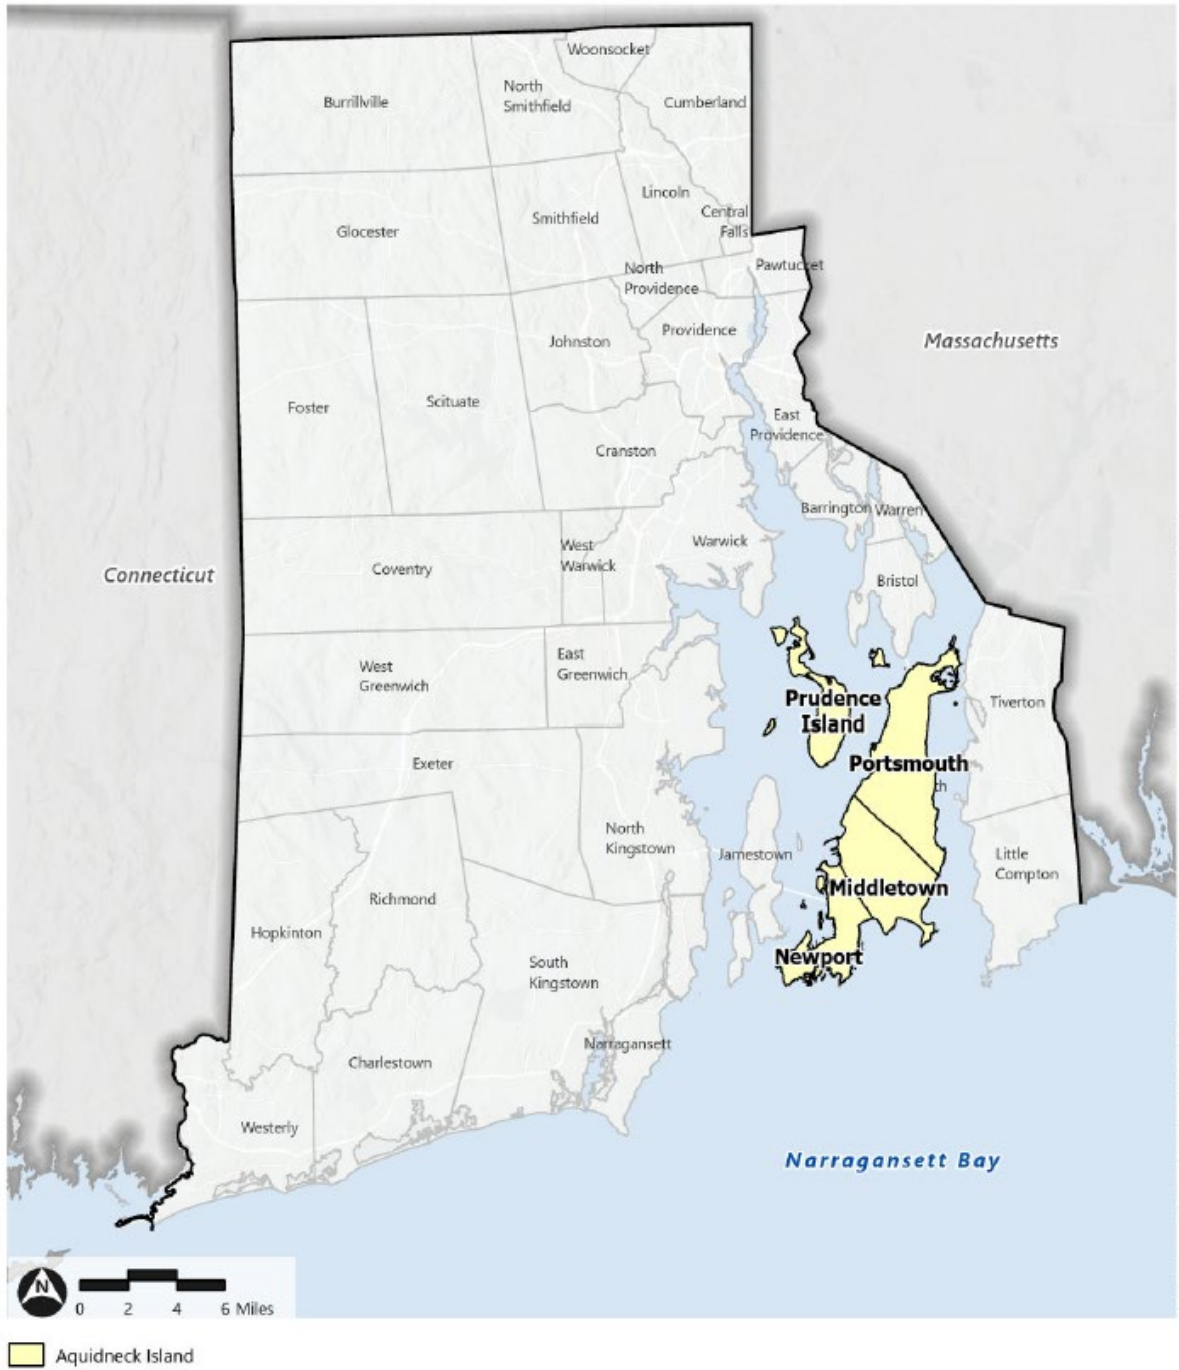 Woonsocket
North
Smithfield
Burrillville
Cumberland
Lincoln
Central
Falls
Smithfield
Glocester
North
Providence
Pawtucket
Providence
Johnston
Massachusetts
Foster
Scituate
East
Providence
Cranston
Barrington
Warren
Warwick
West
Warwick
Coventry
Connecticut
Bristol
East
Greenwich
West
Greenwich
Prudence
Island
Tiverton
Exeter
Portsmouth
th
North
Kingstown
Jamestown
Little
Compton
Middletown
Richmond
Hopkinton
Newport
South
Kingstown
Narragansett
Charlestown
Westerly
Narragansett Bay
N
0 2 4 6 Miles
Aquidneck Island